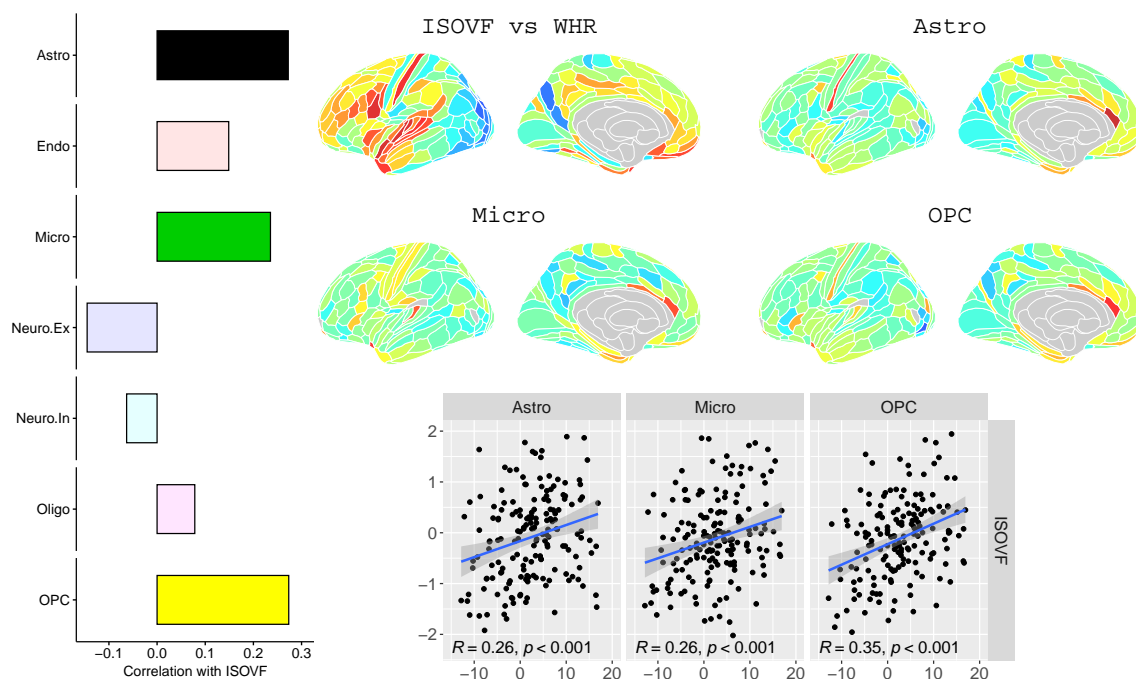 Astro
Endo
Micro
Neuro.Ex
Neuro.In
Oligo
OPC
−0.1 0.0 0.1 0.2 0.3
Correlation with ISOVF
ISOVF vs WHR
Astro
Micro
OPC
Astro Micro OPC
2
1
0
−1
−2
R = 0.26, p < 0.001
R = 0.26, p < 0.001
R = 0.35, p < 0.001
−10 0 10 20 −10 0 10 20 −10 0 10 20
ISOVF